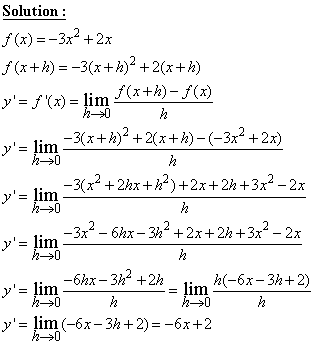 Solution :
f(x) = −3x² + 2x
f(x+h) = −3(x+h)² + 2(x+h)
y' = f'(x) = lim h→0 (f(x+h) − f(x))/h
y' = lim h→0 (−3(x+h)² + 2(x+h) − (−3x² + 2x))/h
y' = lim h→0 (−3(x² + 2hx + h²) + 2x + 2h + 3x² − 2x)/h
y' = lim h→0 (−3x² − 6hx − 3h² + 2x + 2h + 3x² − 2x)/h
y' = lim h→0 (−6hx − 3h² + 2h)/h = lim h→0 (h(−6x − 3h + 2))/h
y' = lim h→0 (−6x − 3h + 2) = −6x + 2